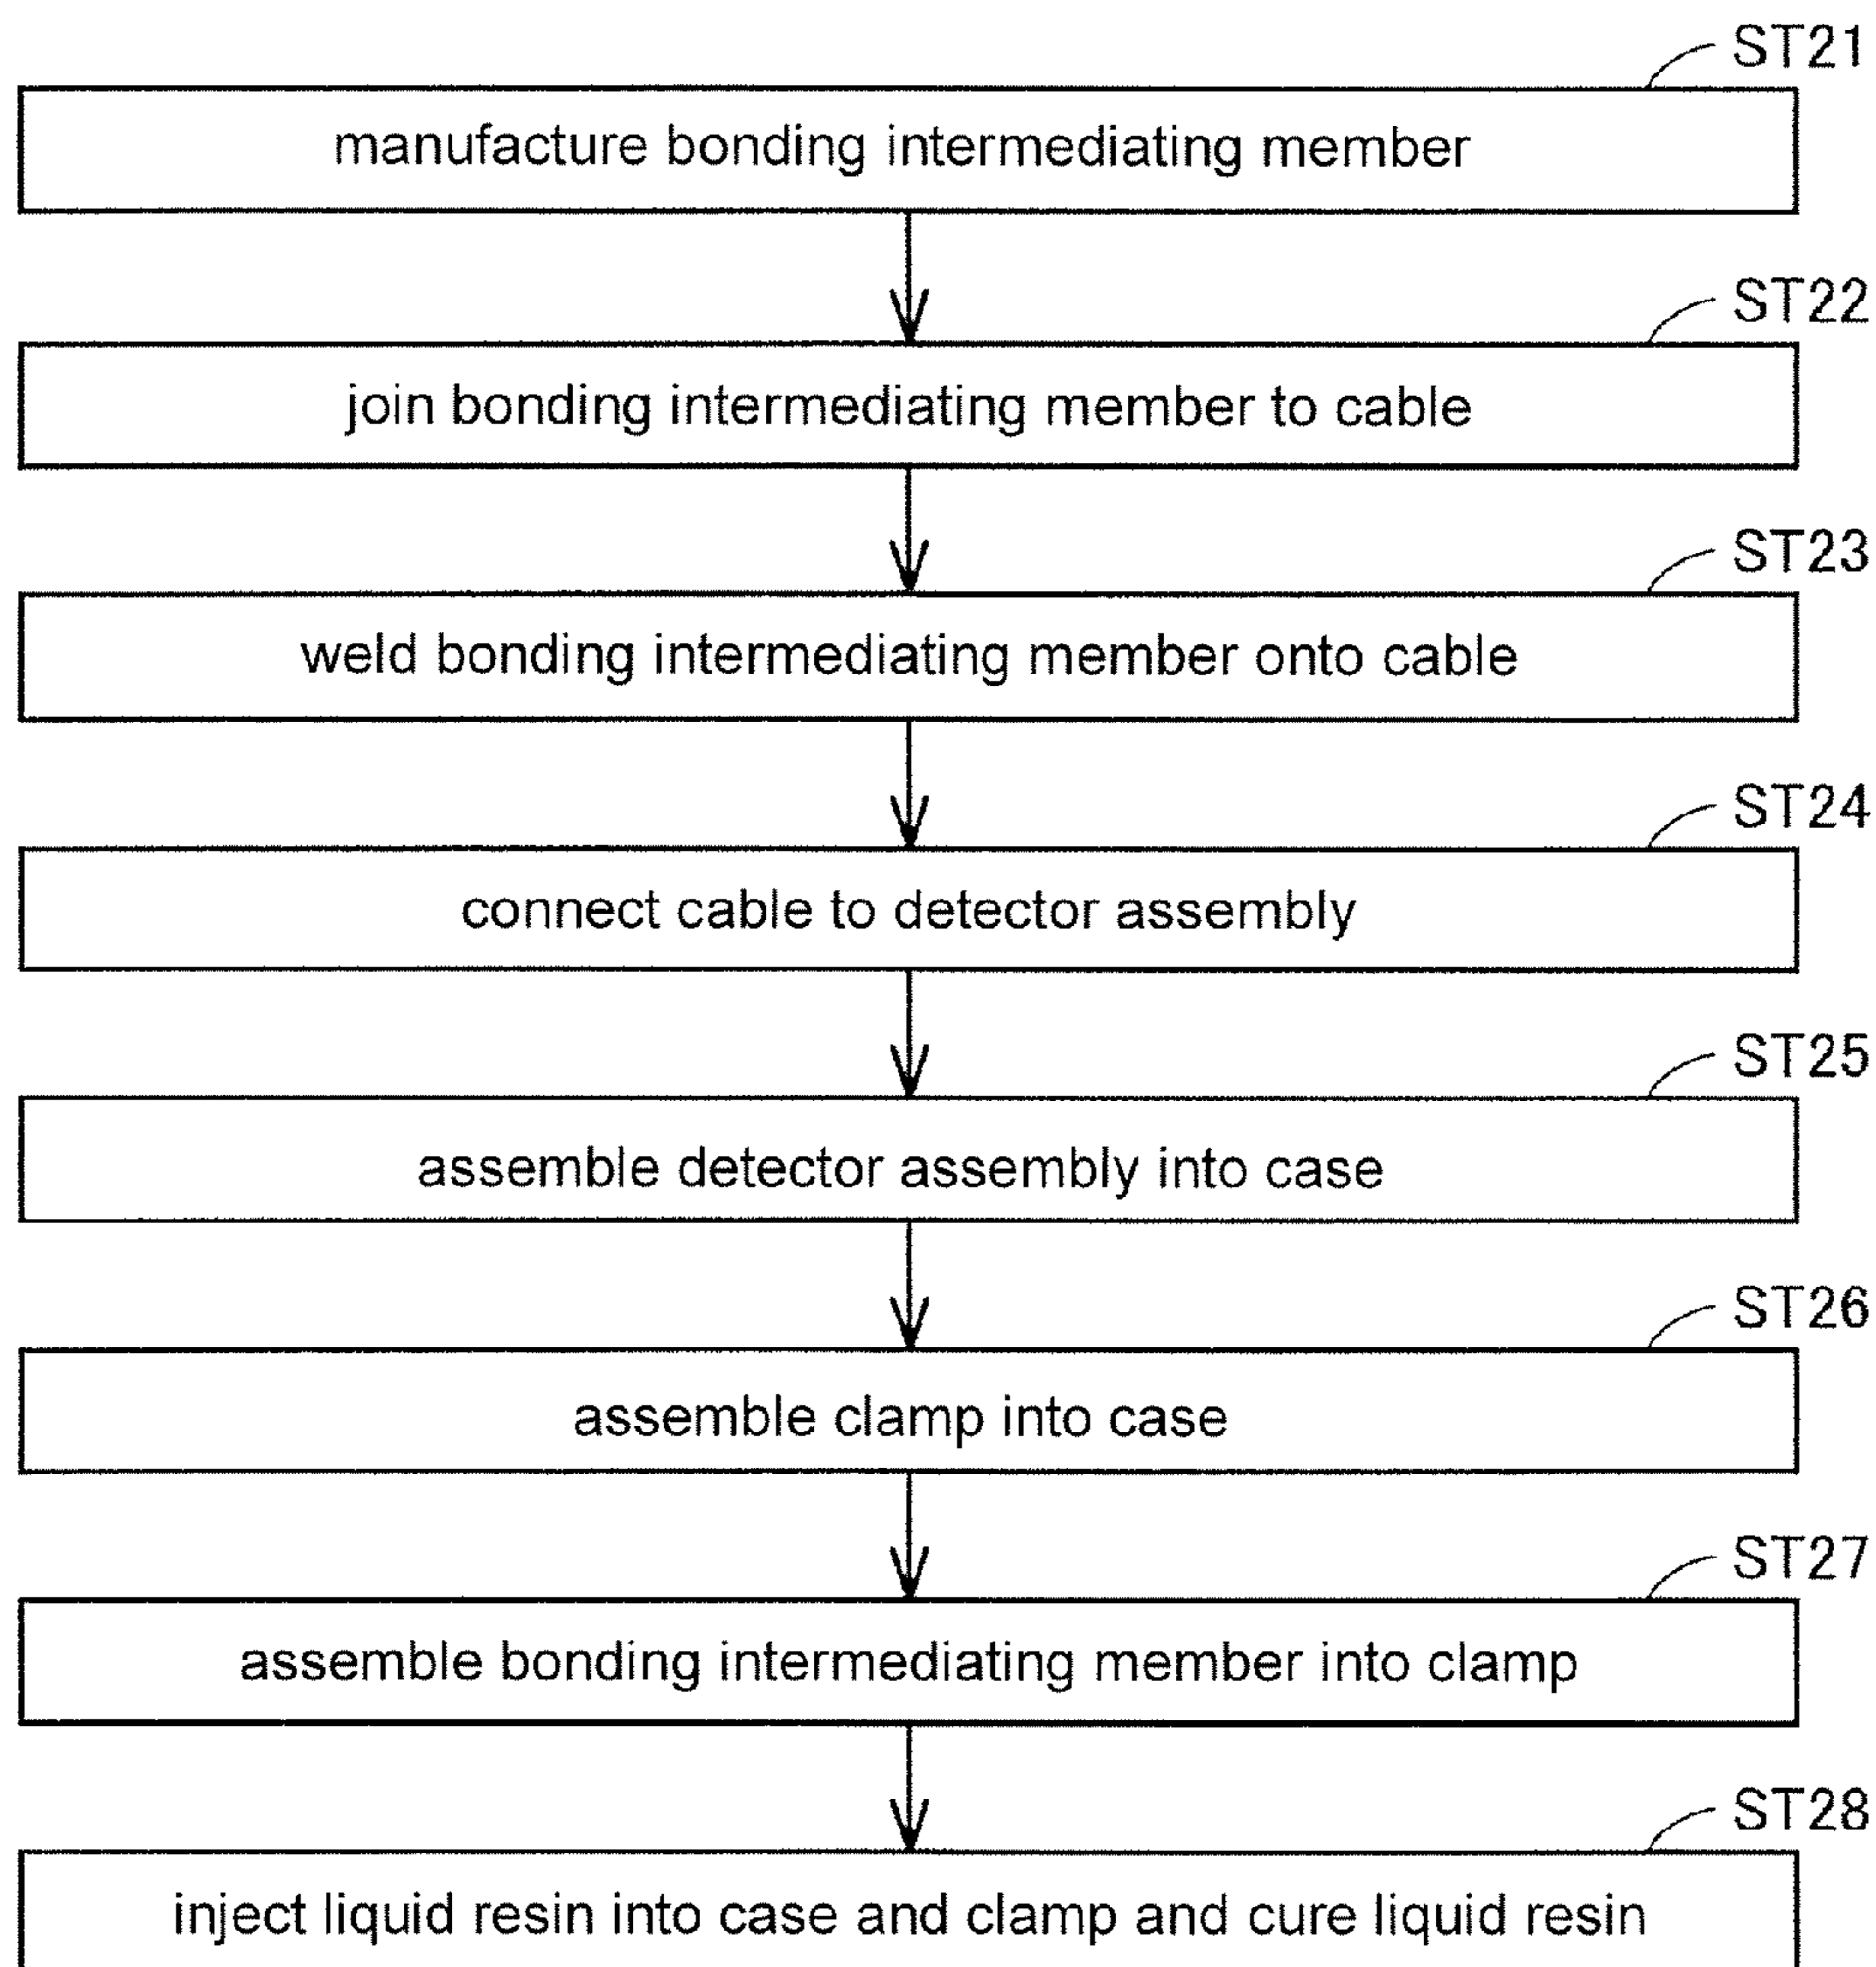 ST21
manufacture bonding intermediating member
ST22
join bonding intermediating member to cable
ST23
weld bonding intermediating member onto cable
ST24
connect cable to detector assembly
ST25
assemble detector assembly into case
ST26
assemble clamp into case
ST27
assemble bonding intermediating member into clamp
ST28
inject liquid resin into case and clamp and cure liquid resin